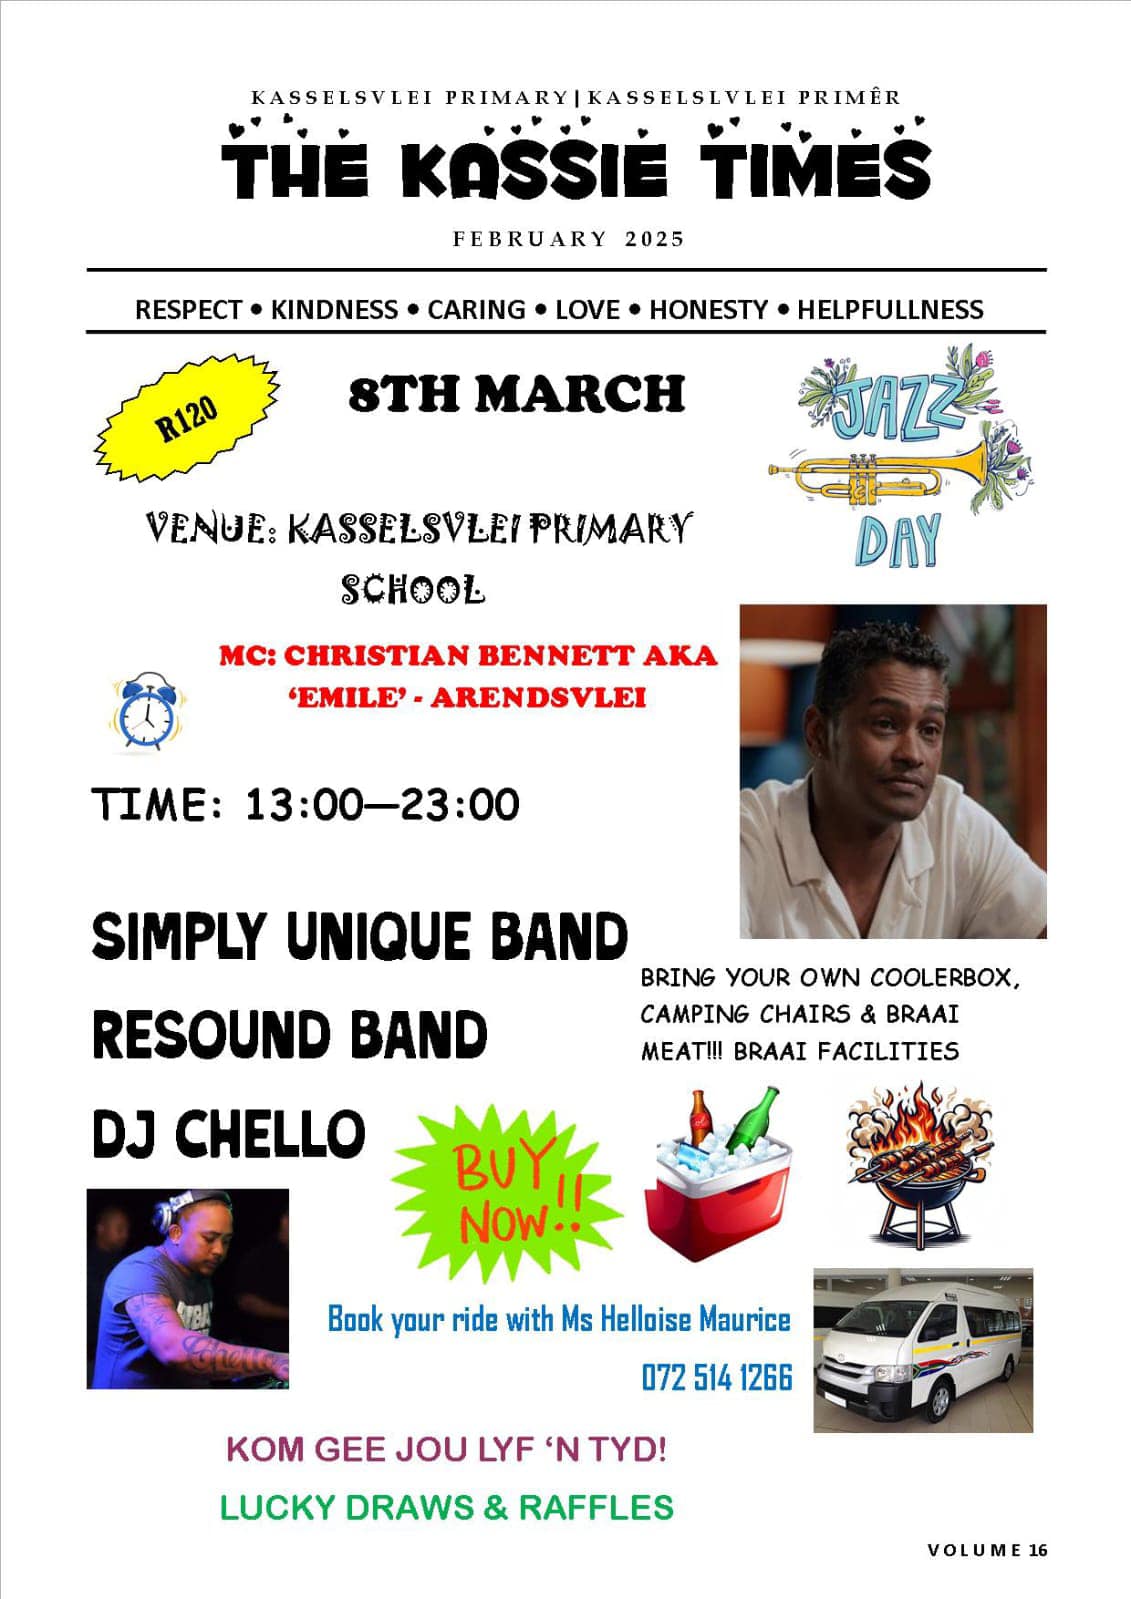 KASSELSVLEI PRIMARY|KASSELSLVLEI PRIMÊR
THE KASSIE TIMES
FEBRUARY 2025
RESPECT • KINDNESS • CARING • LOVE • HONESTY • HELPFULLNESS
R120
8TH MARCH
JAZZ
DAY
VENUE: KASSELSVLEI PRIMARY
SCHOOL
MC: CHRISTIAN BENNETT AKA
‘EMILE’ - ARENDSVLEI
TIME: 13:00—23:00
SIMPLY UNIQUE BAND
RESOUND BAND
DJ CHELLO
BRING YOUR OWN COOLERBOX,
CAMPING CHAIRS & BRAAI
MEAT!!! BRAAI FACILITIES
BUY
NOW!!
Chello
Book your ride with Ms Helloise Maurice
072 514 1266
KOM GEE JOU LYF ‘N TYD!
LUCKY DRAWS & RAFFLES
VOLUME 16